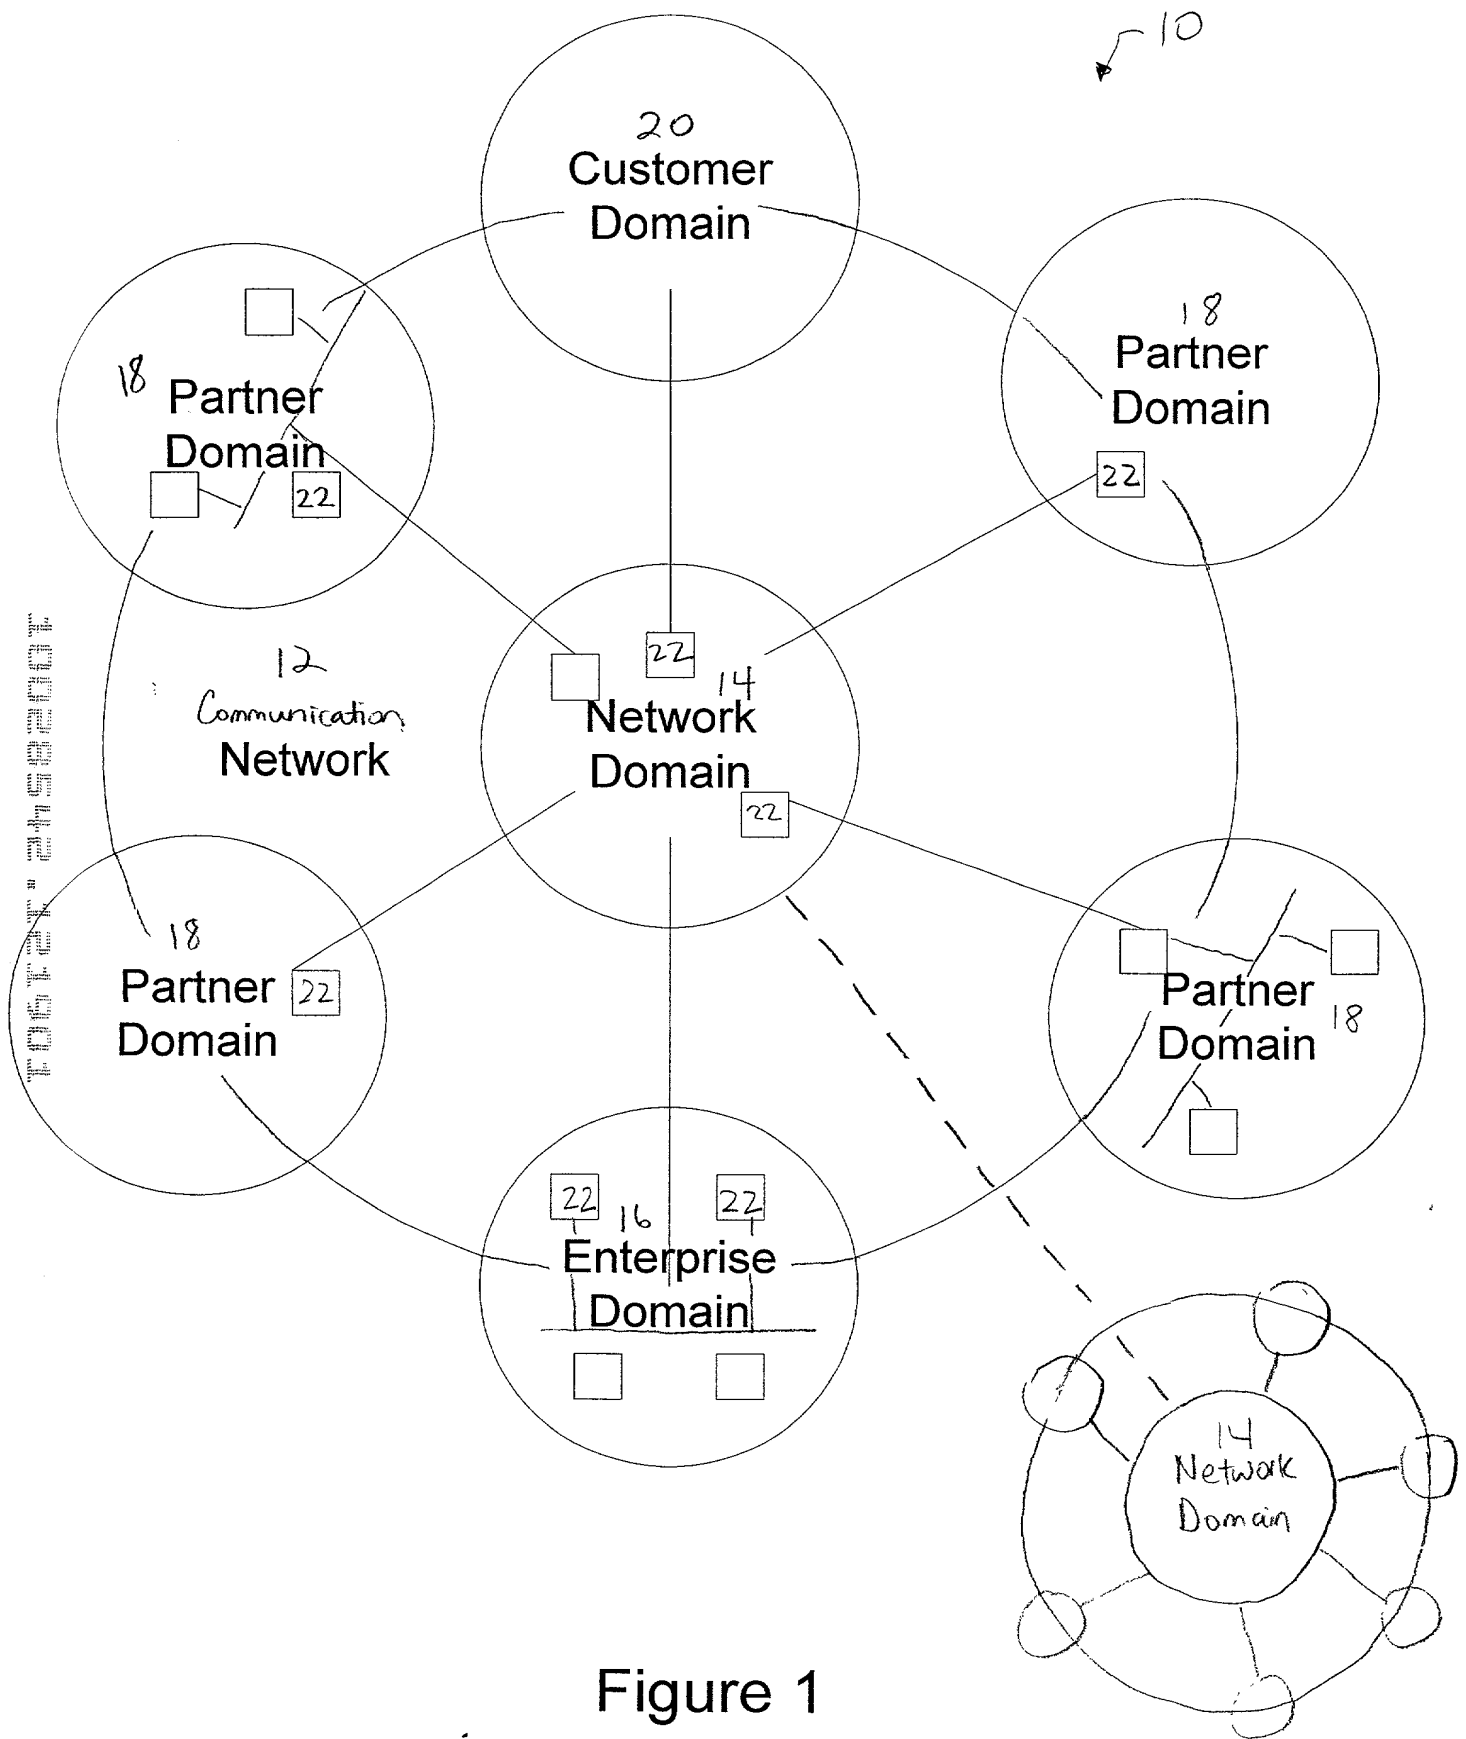 10
20
Customer
Domain
18
Partner
Domain
18
Partner
Domain
22
22
12
Communication
Network
22
14
Network
Domain
22
18
Partner
Domain
22
Partner
Domain
18
22
22
16
Enterprise
Domain
14
Network
Domain
Figure 1